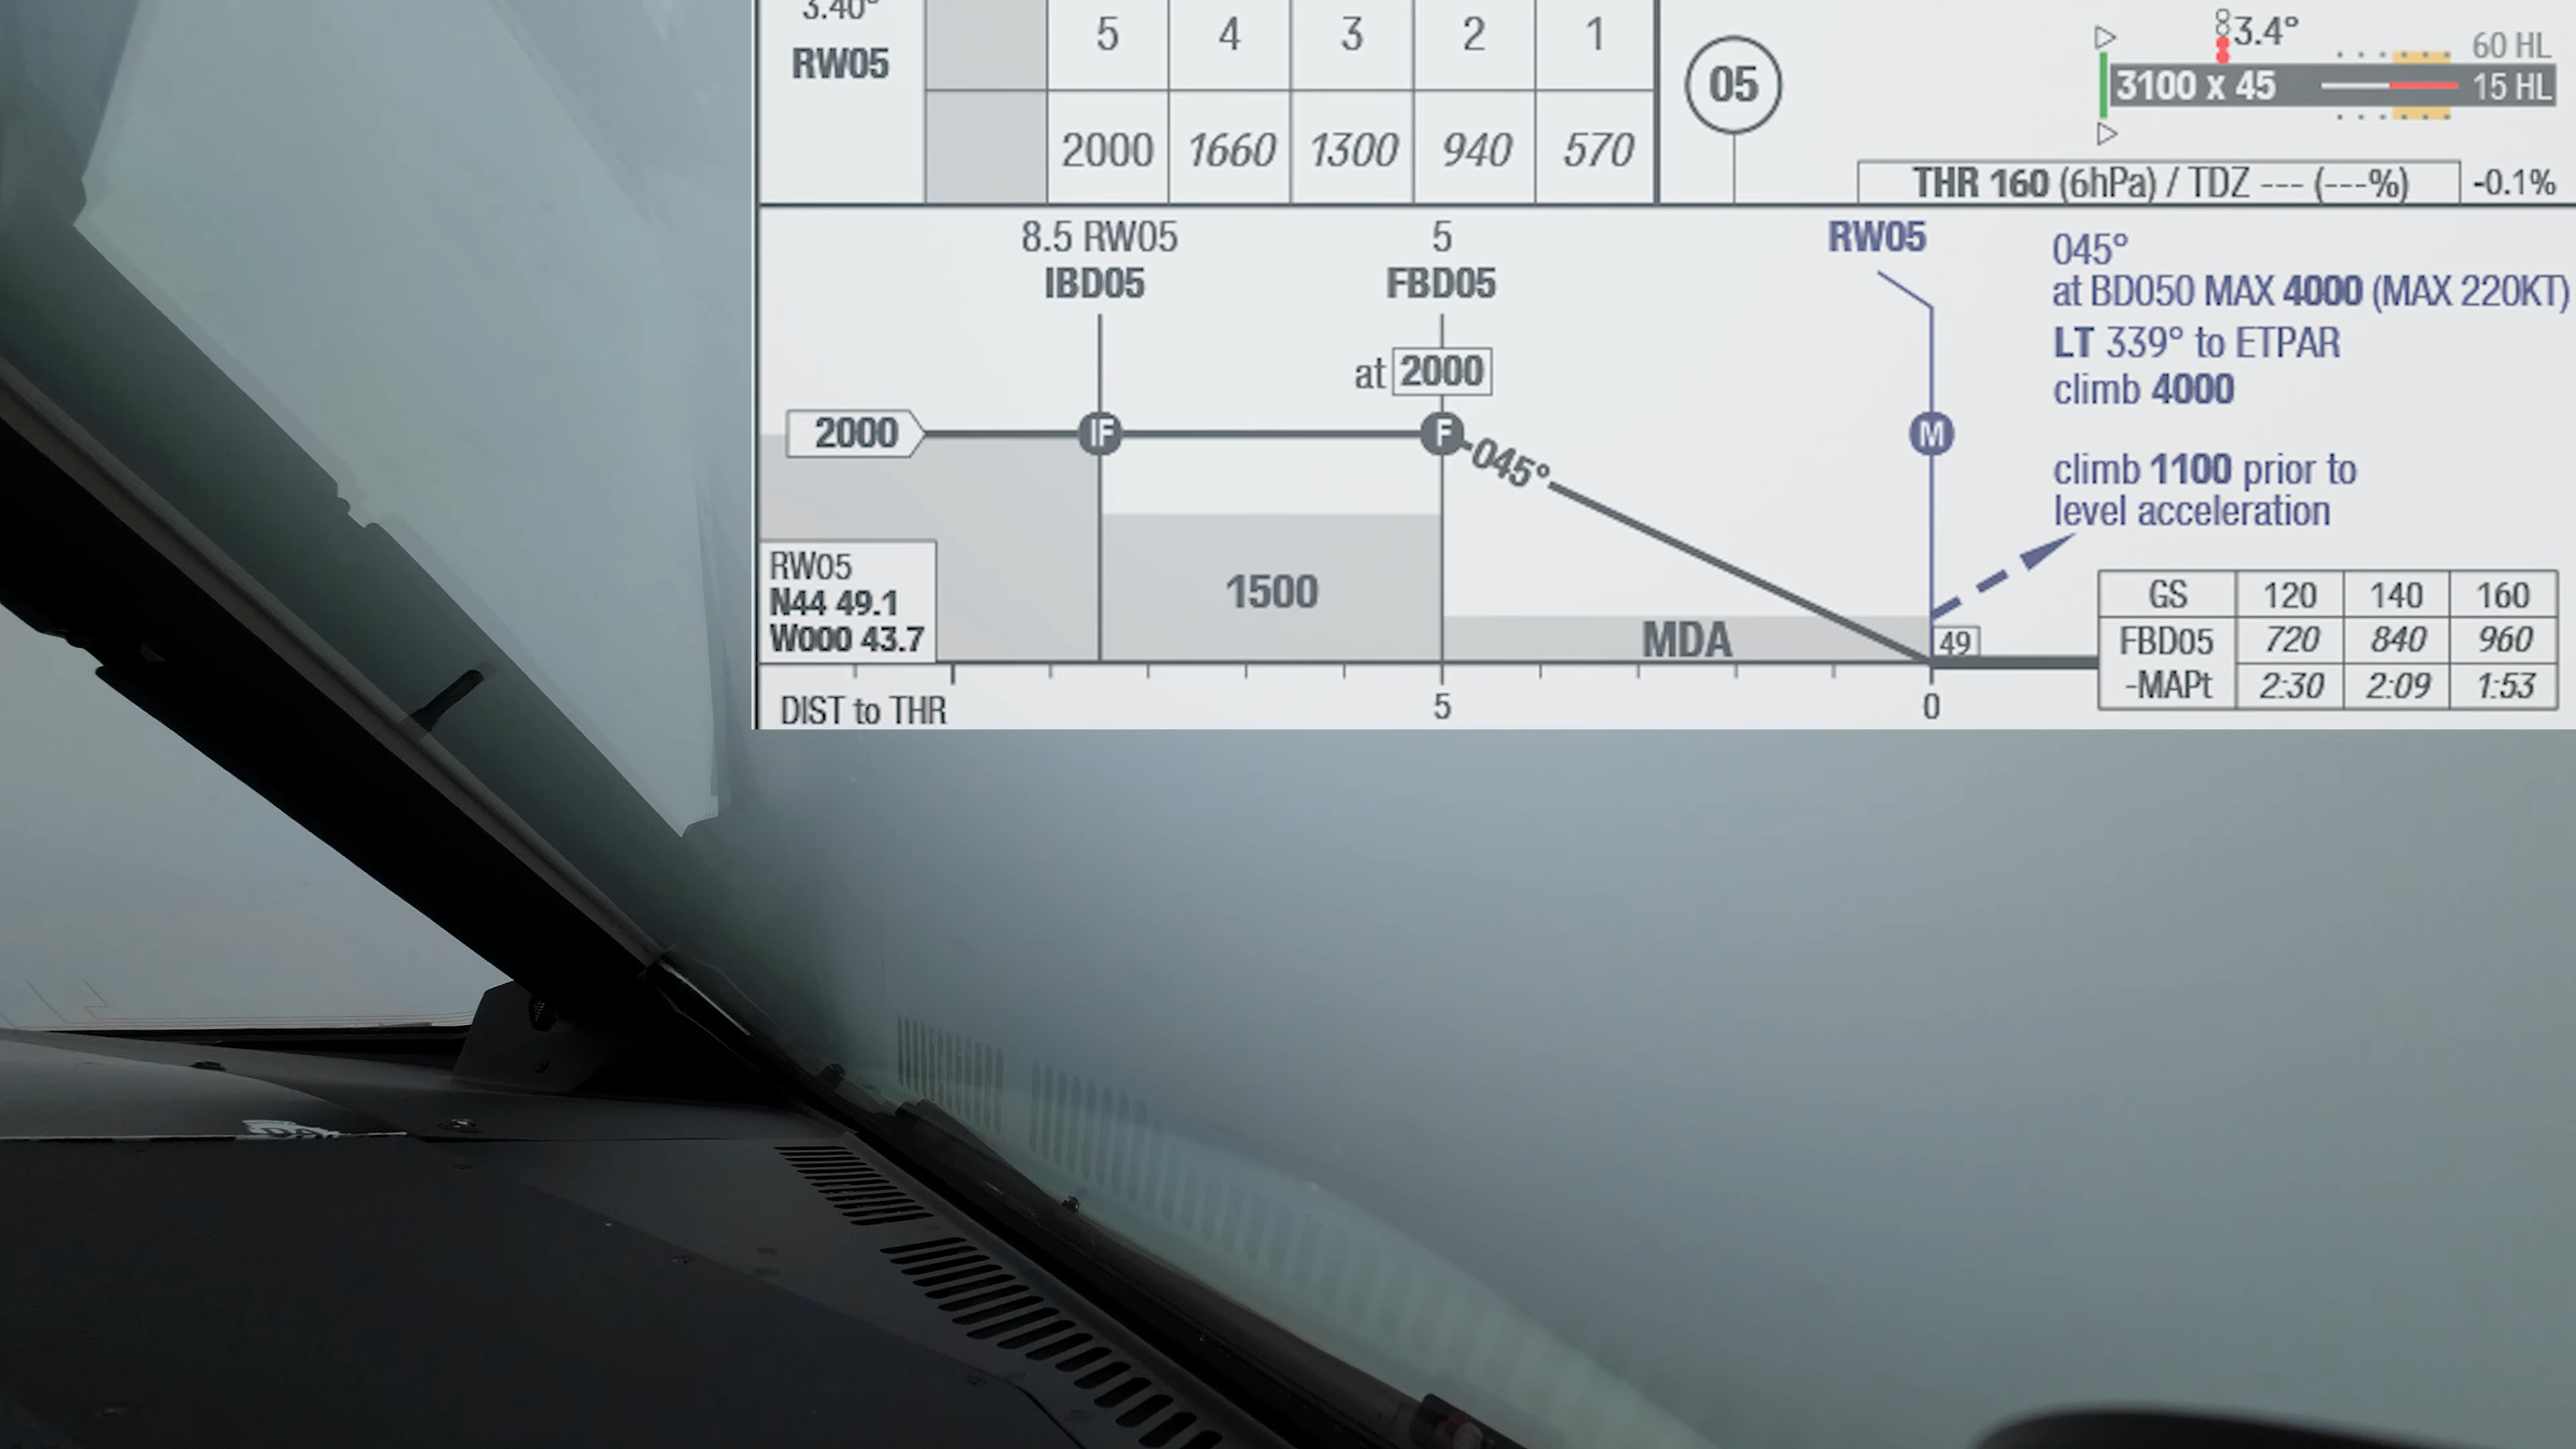 3.40°
RW05
5 4 3 2 1
2000 1660 1300 940 570
05
3.4°
60 HL
3100 x 45
15 HL
THR 160 (6hPa) / TDZ --- (---%)
-0.1%
8.5 RW05
IBD05
5
FBD05
RW05
at 2000
2000
IF
F
045°
M
045°
at BD050 MAX 4000 (MAX 220KT)
LT 339° to ETPAR
climb 4000
climb 1100 prior to
level acceleration
RW05
N44 49.1
W000 43.7
1500
MDA
49
GS 120 140 160
FBD05 720 840 960
-MAPt 2:30 2:09 1:53
DIST to THR
5
0